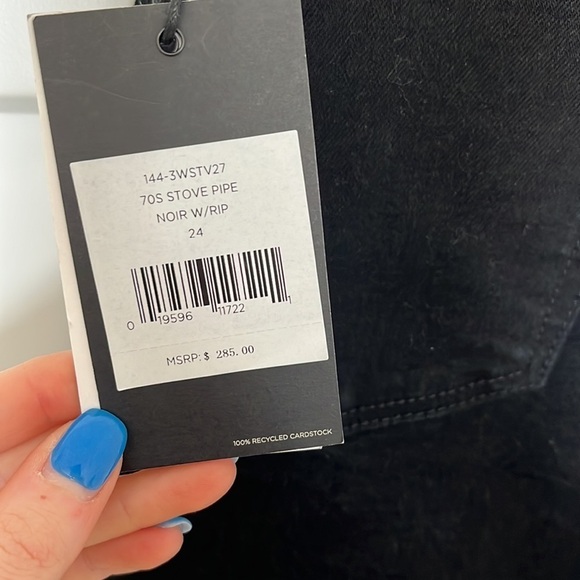 144-3WSTV27
70S STOVE PIPE
NOIR W/RIP
24
0 19596 11722 1
MSRP: $ 285.00
100% RECYCLED CARDSTOCK